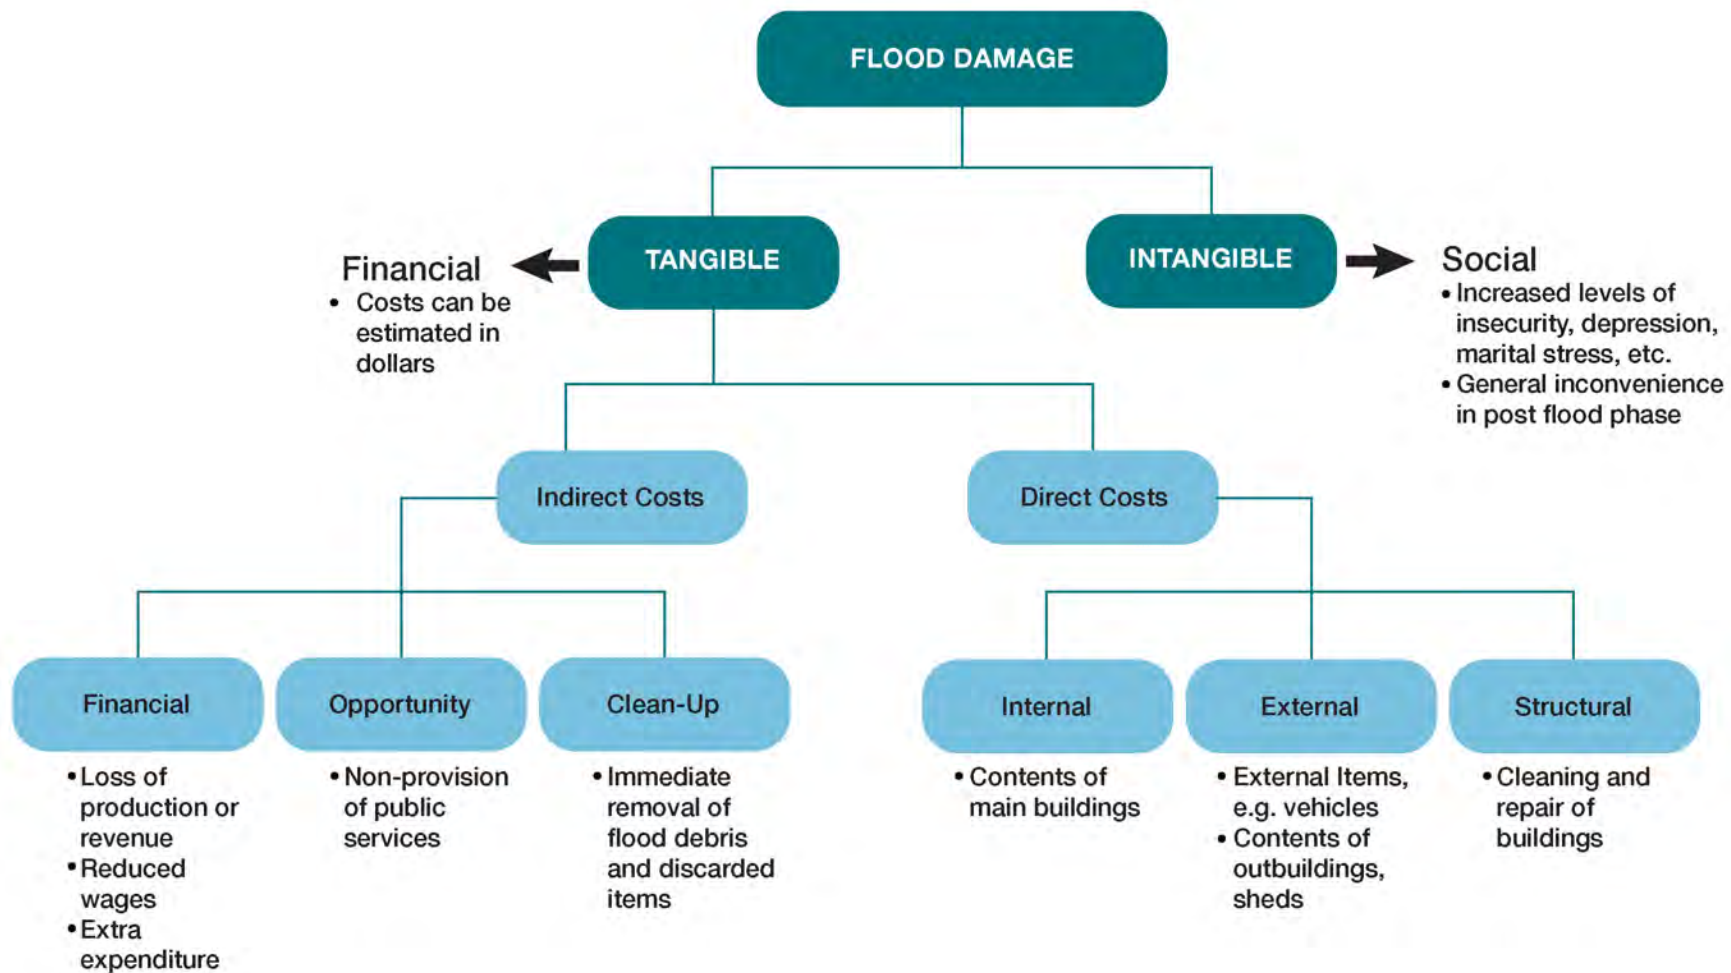 FLOOD DAMAGE
TANGIBLE
INTANGIBLE
Financial
• Costs can be
estimated in
dollars
Social
• Increased levels of
insecurity, depression,
marital stress, etc.
• General inconvenience
in post flood phase
Indirect Costs
Direct Costs
Financial
• Loss of
production or
revenue
• Reduced
wages
• Extra
expenditure
Opportunity
• Non-provision
of public
services
Clean-Up
• Immediate
removal of
flood debris
and discarded
items
Internal
• Contents of
main buildings
External
• External Items,
e.g. vehicles
• Contents of
outbuildings,
sheds
Structural
• Cleaning and
repair of
buildings